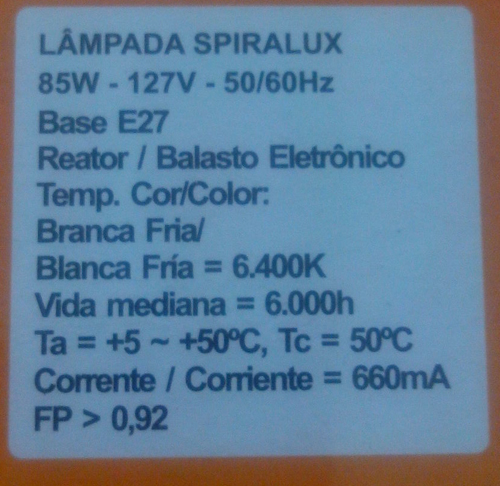 LÂMPADA SPIRALUX
85W - 127V - 50/60Hz
Base E27
Reator / Balasto Eletrônico
Temp. Cor/Color:
Branca Fria/
Blanca Fría = 6.400K
Vida mediana = 6.000h
Ta = +5 ~ +50ºC, Tc = 50ºC
Corrente / Corriente = 660mA
FP > 0,92